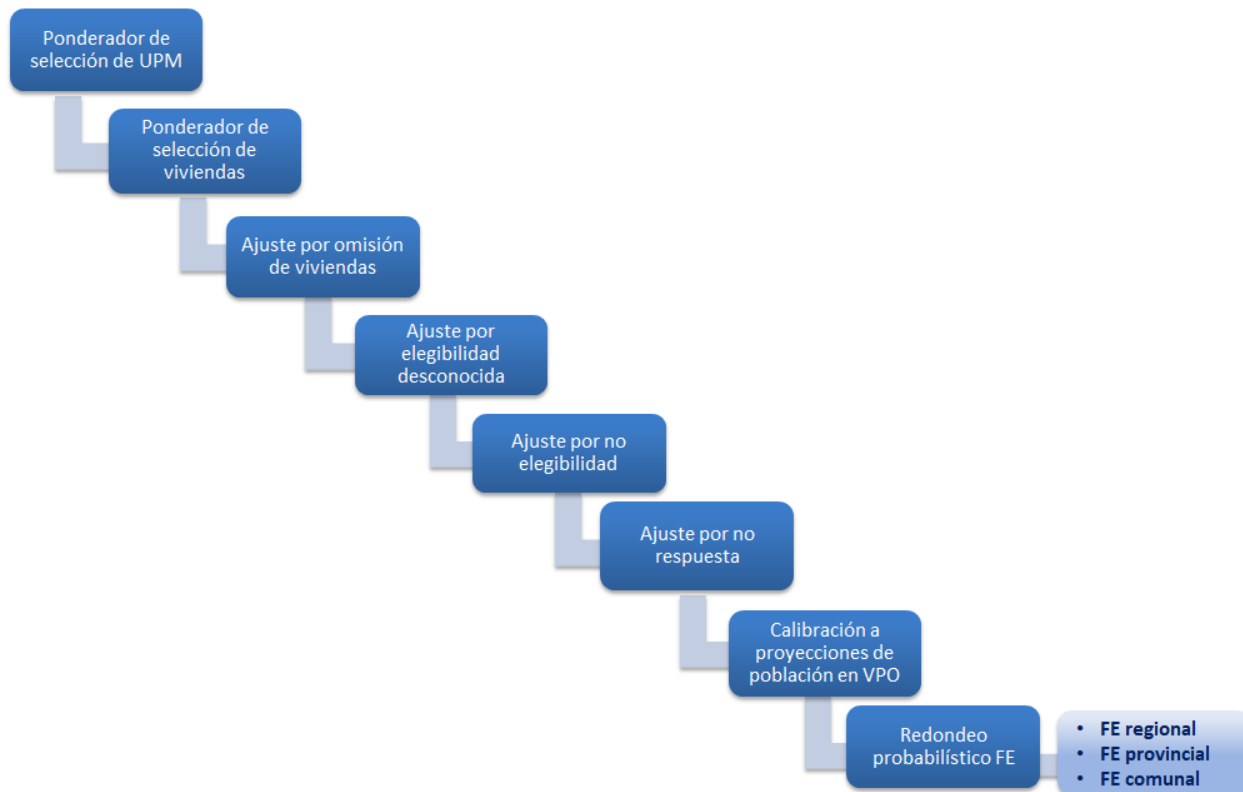 Ponderador de
selección de UPM
Ponderador de
selección de
viviendas
Ajuste por omisión
de viviendas
Ajuste por
elegibilidad
desconocida
Ajuste por no
elegibilidad
Ajuste por no
respuesta
Calibración a
proyecciones de
población en VPO
Redondeo
probabilístico FE
• FE regional
• FE provincial
• FE comunal